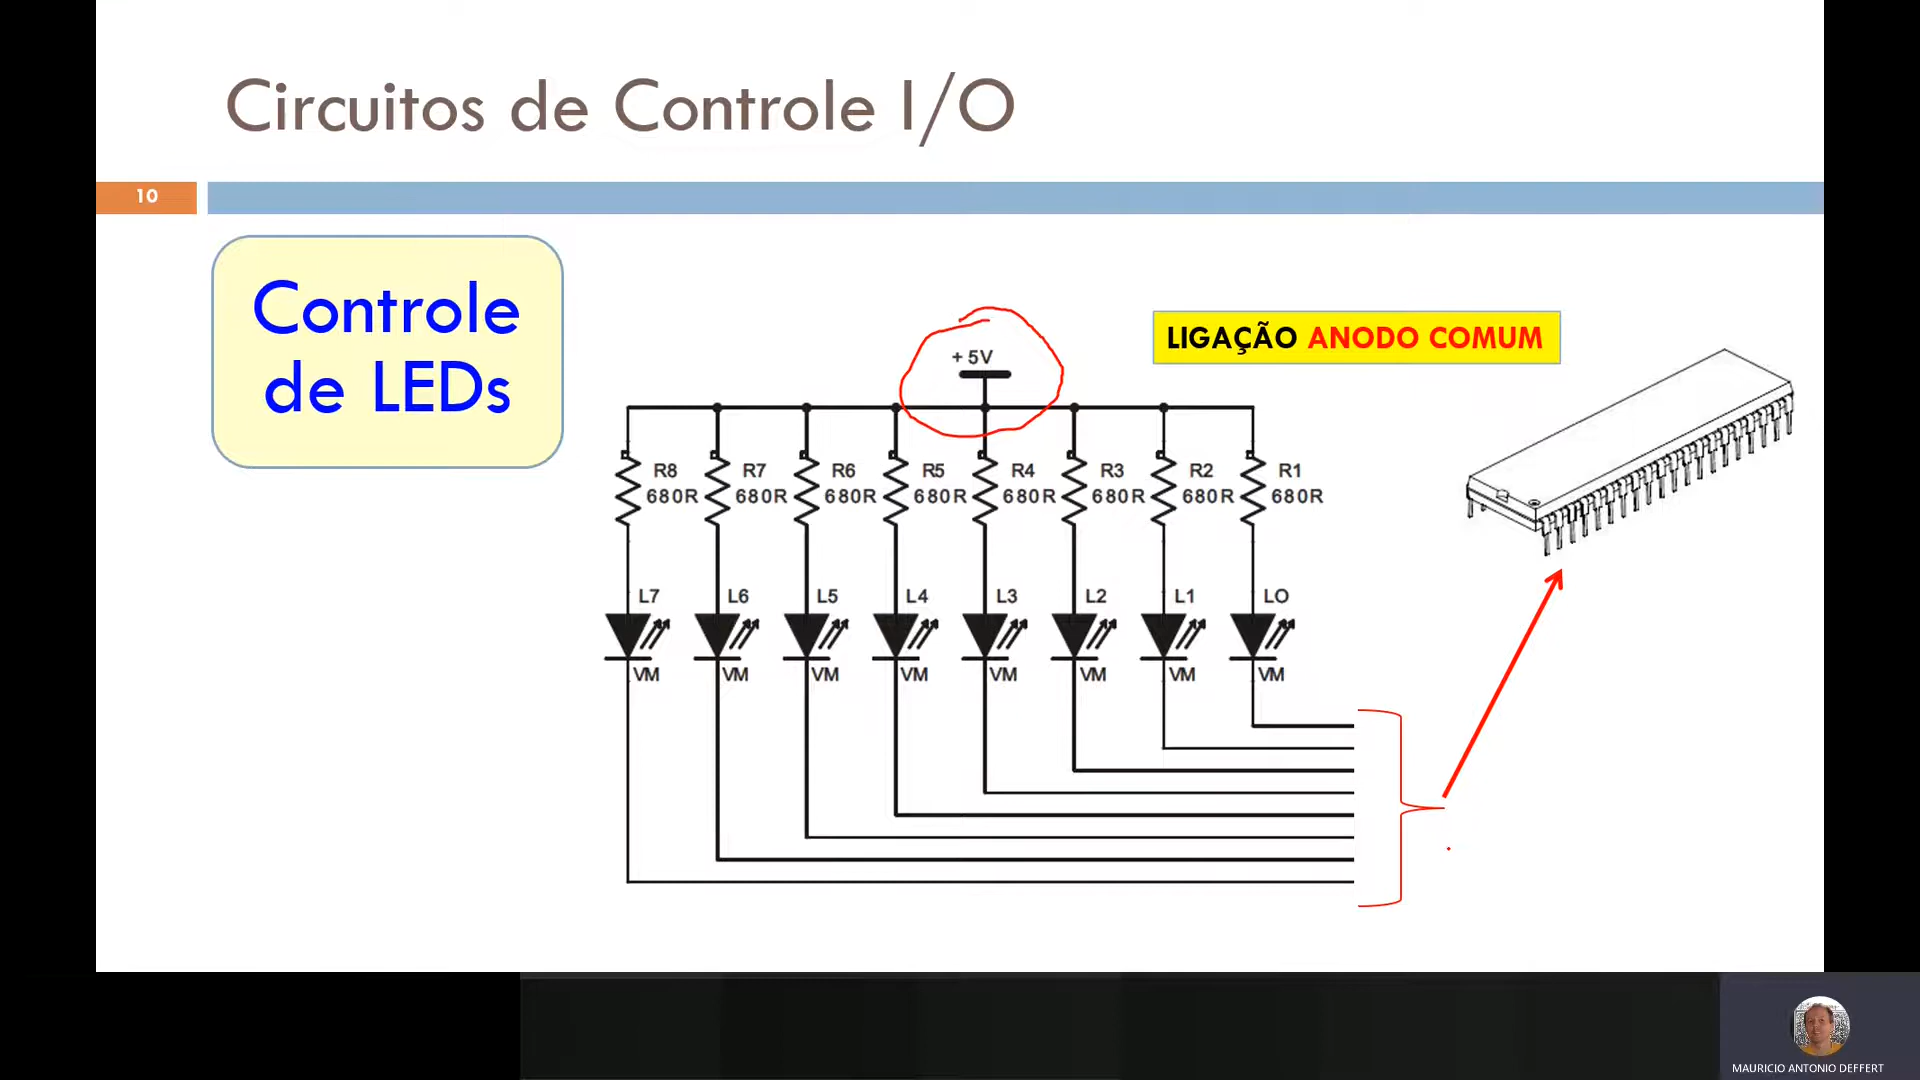 Circuitos de Controle I/O
10
Controle
de LEDs
LIGAÇÃO ANODO COMUM
+ 5V
R8 R7 R6 R5 R4 R3 R2 R1
680R 680R 680R 680R 680R 680R 680R 680R
L7 L6 L5 L4 L3 L2 L1 LO
VM VM VM VM VM VM VM VM
MAURICIO ANTONIO DEFFERT